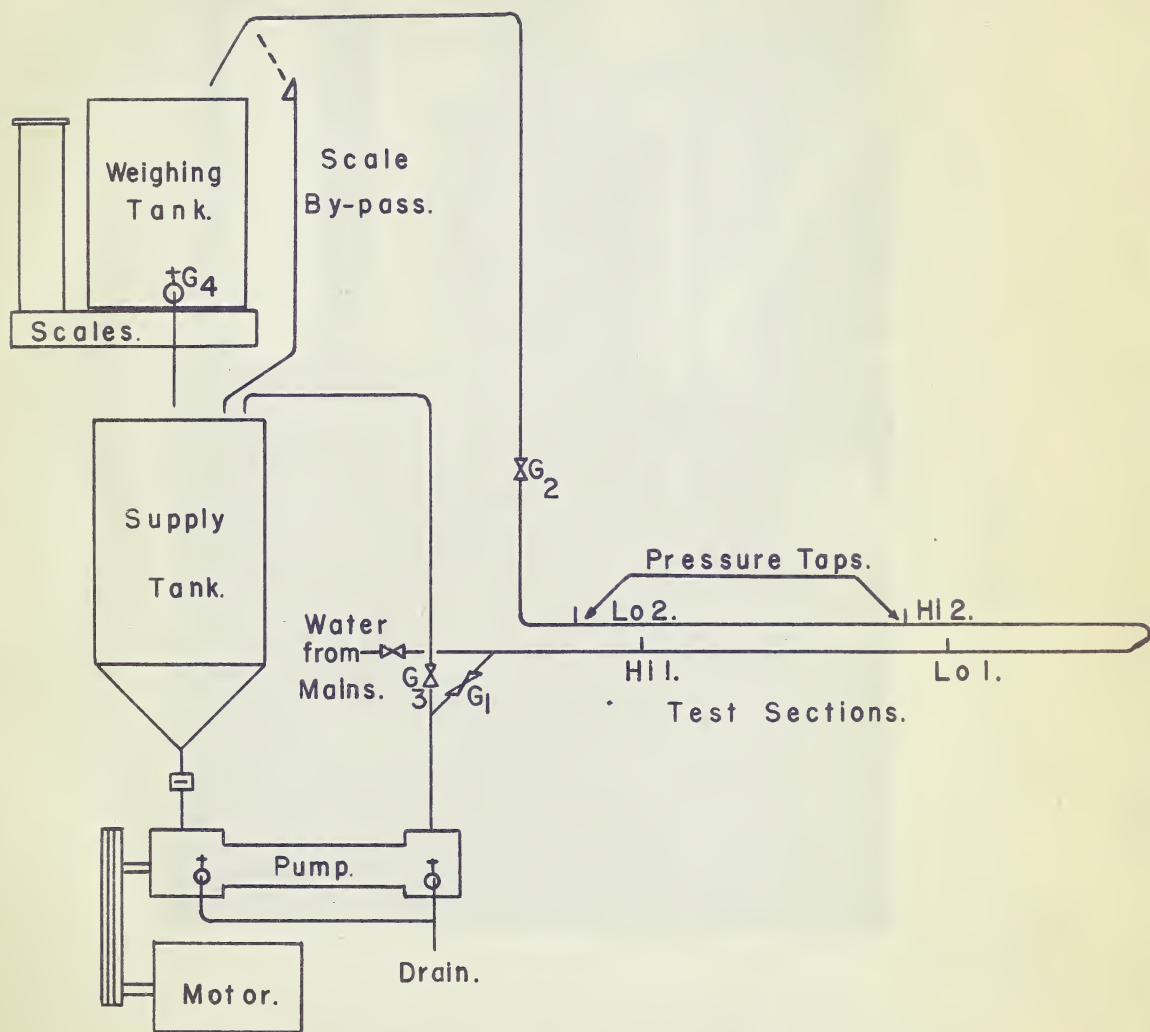 Weighing
Tank.
Scale
By-pass.
G4
Scales.
G2
Supply
Tank.
Pressure Taps.
Lo 2.
HI 2.
Water
from
Mains.
G3
G1
HI 1.
Lo 1.
Test Sections.
Pump.
Drain.
Motor.